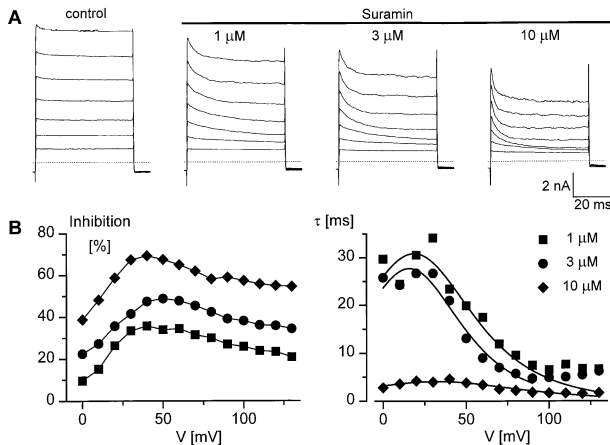 A
control
Suramin
1 µM
3 µM
10 µM
2 nA
20 ms
B
Inhibition
[%]
80
60
40
20
0
0
50
100
V [mV]
τ [ms]
30
20
10
0
0
50
100
V [mV]
1 µM
3 µM
10 µM